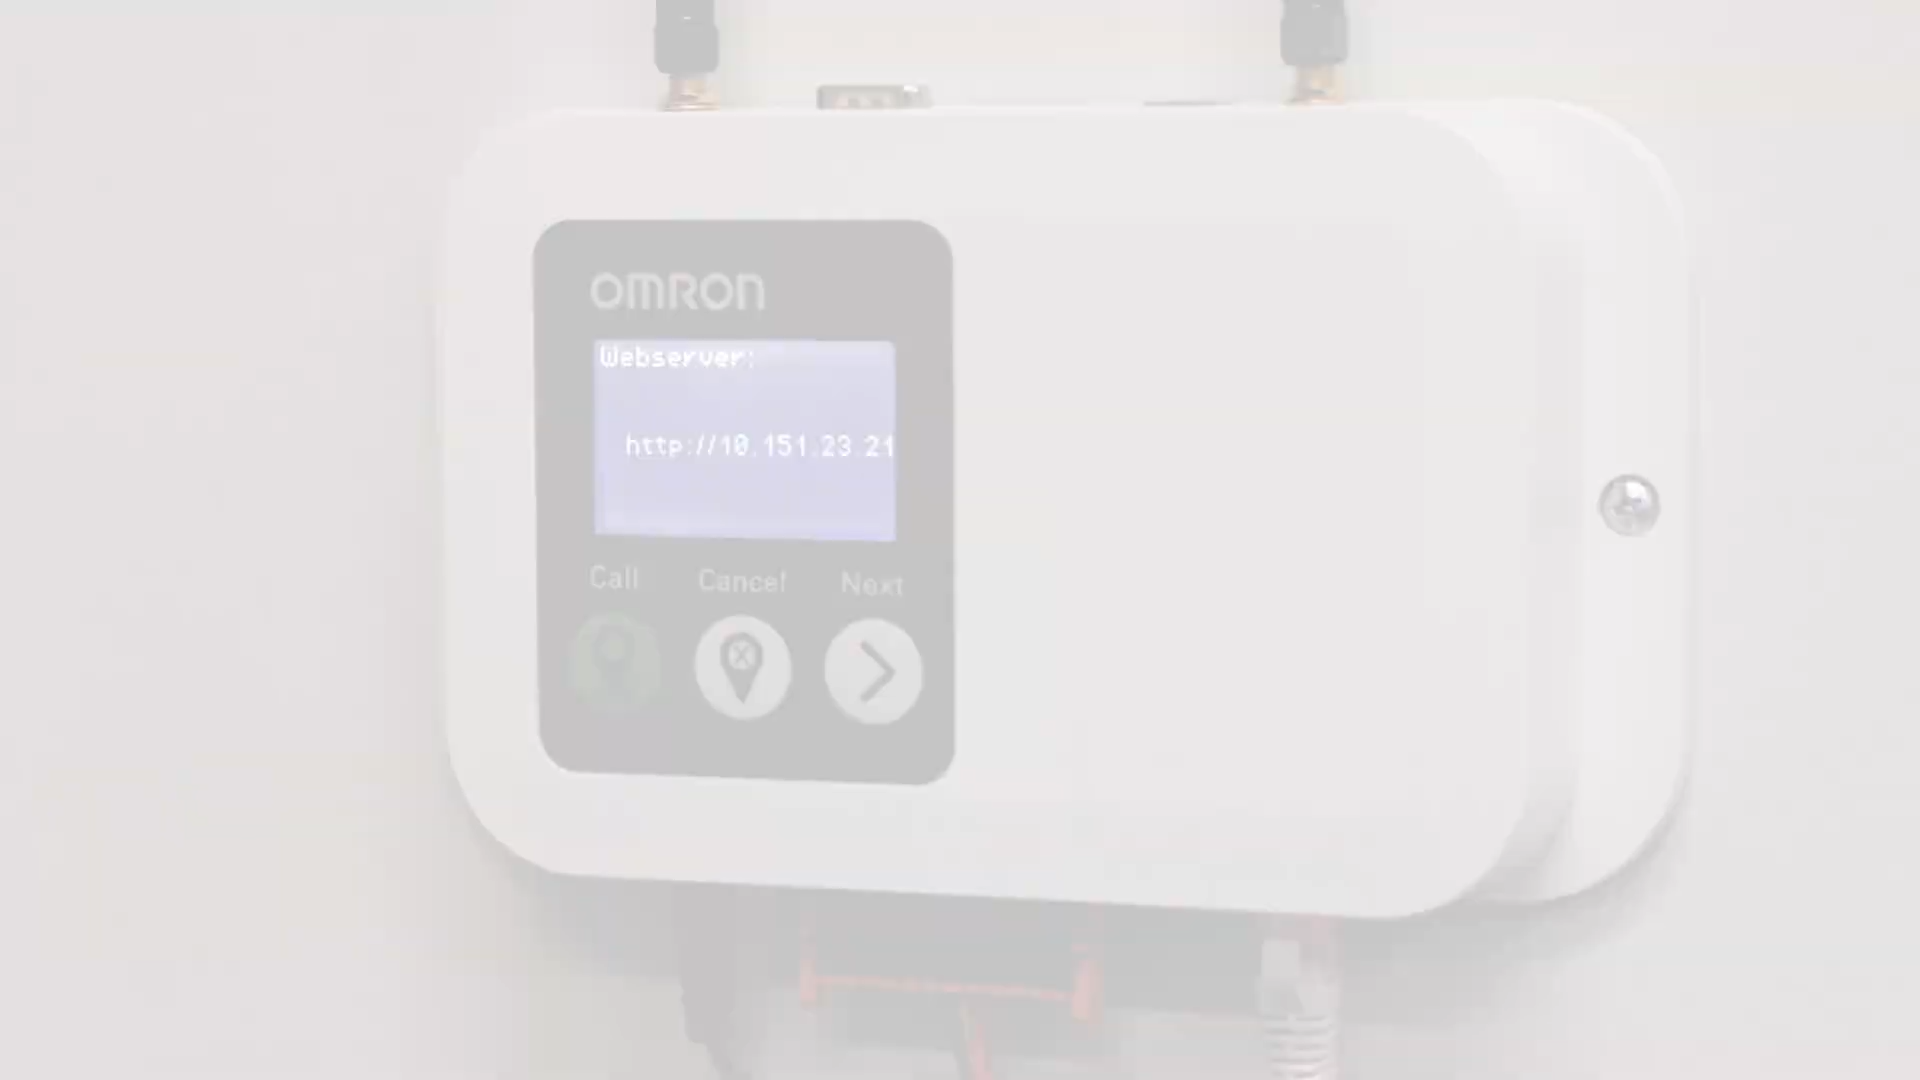 OMRON
Webserver:
http://10.151.23.21
Call
Cancel
Next